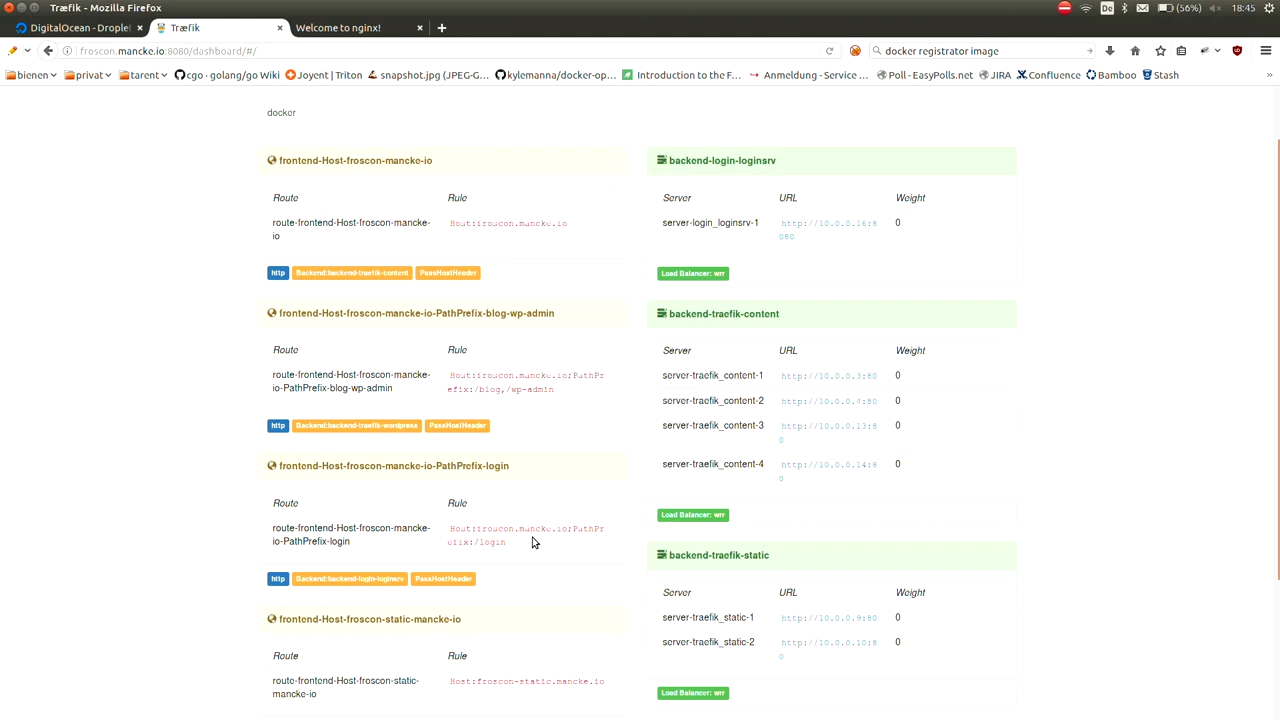 Træfik - Mozilla Firefox
De
(56%)
18:45
DigitalOcean - Drople
Træfik
Welcome to nginx!
froscon.mancke.io:8080/dashboard/#/
docker registrator image
bienen
privat
tarent
cgo · golang/go Wiki
Joyent | Triton
snapshot.jpg (JPEG-G...
kylemanna/docker-op...
Introduction to the F...
Anmeldung - Service ...
Poll - EasyPolls.net
JIRA
Confluence
Bamboo
Stash
docker
frontend-Host-froscon-mancke-io
Route
Rule
route-frontend-Host-froscon-mancke-
io
Host:froscon.mancke.io
http
Backend:backend-traefik-content
PassHostHeader
frontend-Host-froscon-mancke-io-PathPrefix-blog-wp-admin
Route
Rule
route-frontend-Host-froscon-mancke-
io-PathPrefix-blog-wp-admin
Host:froscon.mancke.io;PathPr
efix:/blog,/wp-admin
http
Backend:backend-traefik-wordpress
PassHostHeader
frontend-Host-froscon-mancke-io-PathPrefix-login
Route
Rule
route-frontend-Host-froscon-mancke-
io-PathPrefix-login
Host:froscon.mancke.io;PathPr
efix:/login
http
Backend:backend-login-loginsrv
PassHostHeader
frontend-Host-froscon-static-mancke-io
Route
Rule
route-frontend-Host-froscon-static-
mancke-io
Host:froscon-static.mancke.io
backend-login-loginsrv
Server
URL
Weight
server-login_loginsrv-1
http://10.0.0.16:8
080
0
Load Balancer: wrr
backend-traefik-content
Server
URL
Weight
server-traefik_content-1
http://10.0.0.3:80
0
server-traefik_content-2
http://10.0.0.4:80
0
server-traefik_content-3
http://10.0.0.13:8
0
0
server-traefik_content-4
http://10.0.0.14:8
0
0
Load Balancer: wrr
backend-traefik-static
Server
URL
Weight
server-traefik_static-1
http://10.0.0.9:80
0
server-traefik_static-2
http://10.0.0.10:8
0
0
Load Balancer: wrr